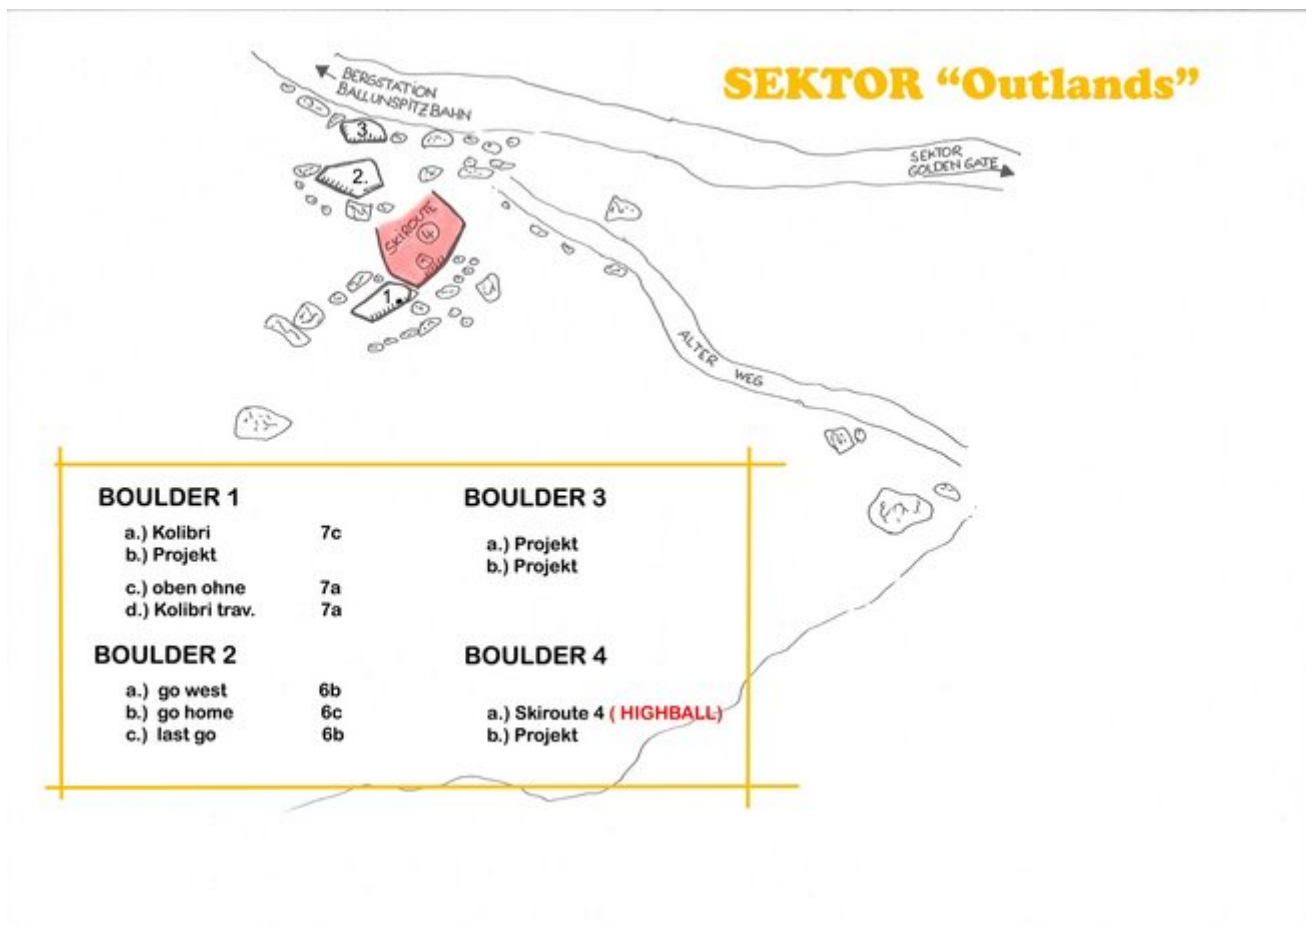 SEKTOR “Outlands”
BERGSTATION
BALLUNSPITZBAHN
3.
SEKTOR
GOLDEN GATE
2.
SKIROUTE
4
1.
ALTER WEG
BOULDER 1
a.) Kolibri 7c
b.) Projekt
c.) oben ohne 7a
d.) Kolibri trav. 7a
BOULDER 2
a.) go west 6b
b.) go home 6c
c.) last go 6b
BOULDER 3
a.) Projekt
b.) Projekt
BOULDER 4
a.) Skiroute 4 ( HIGHBALL)
b.) Projekt